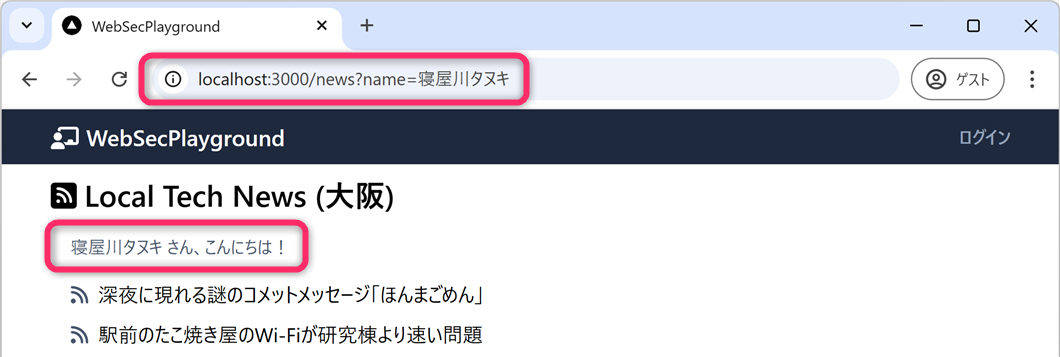 WebSecPlayground
localhost:3000/news?name=寝屋川タヌキ
ゲスト
WebSecPlayground
ログイン
Local Tech News (大阪)
寝屋川タヌキ さん、こんにちは！
深夜に現れる謎のコメットメッセージ「ほんまごめん」
駅前のたこ焼き屋のWi-Fiが研究棟より速い問題